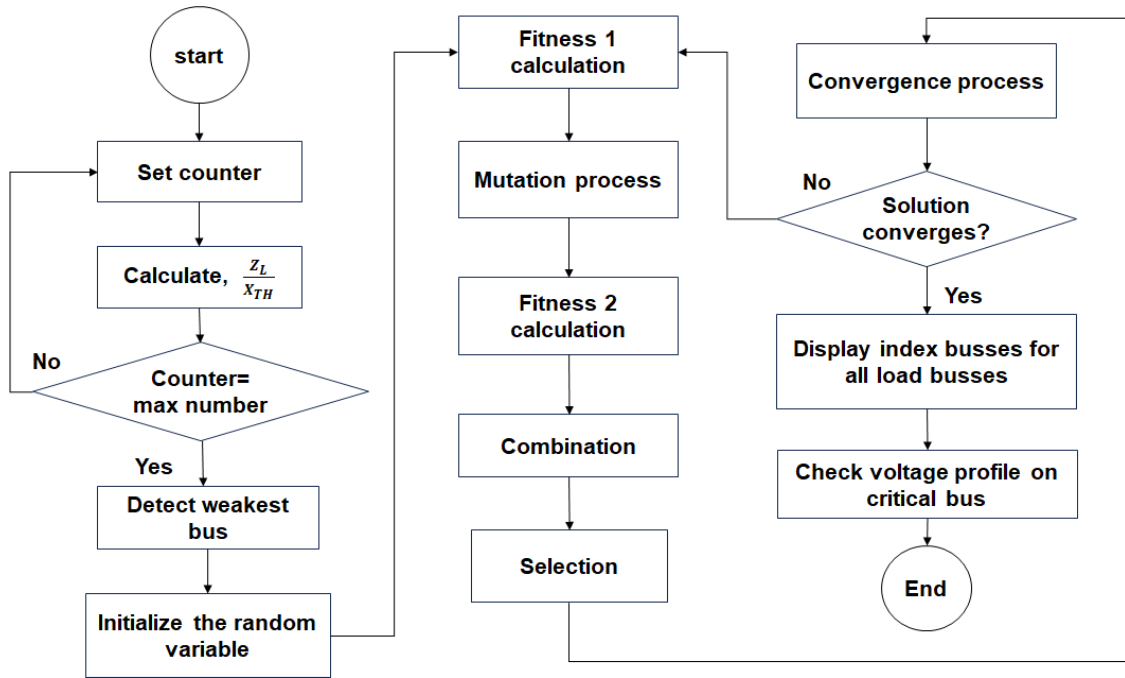 start
Set counter
Calculate, Z_L / X_TH
No
Counter=
max number
Yes
Detect weakest
bus
Initialize the random
variable
Fitness 1
calculation
Mutation process
Fitness 2
calculation
Combination
Selection
Convergence process
No
Solution
converges?
Yes
Display index busses for
all load busses
Check voltage profile on
critical bus
End